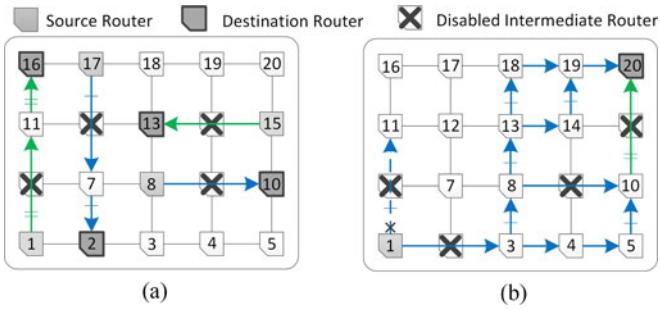 Source Router Destination Router Disabled Intermediate Router
16 17 18 19 20
11 13 15
7 8 10
1 2 3 4 5
(a)
16 17 18 19 20
11 12 13 14
7 8 10
1 3 4 5
(b)